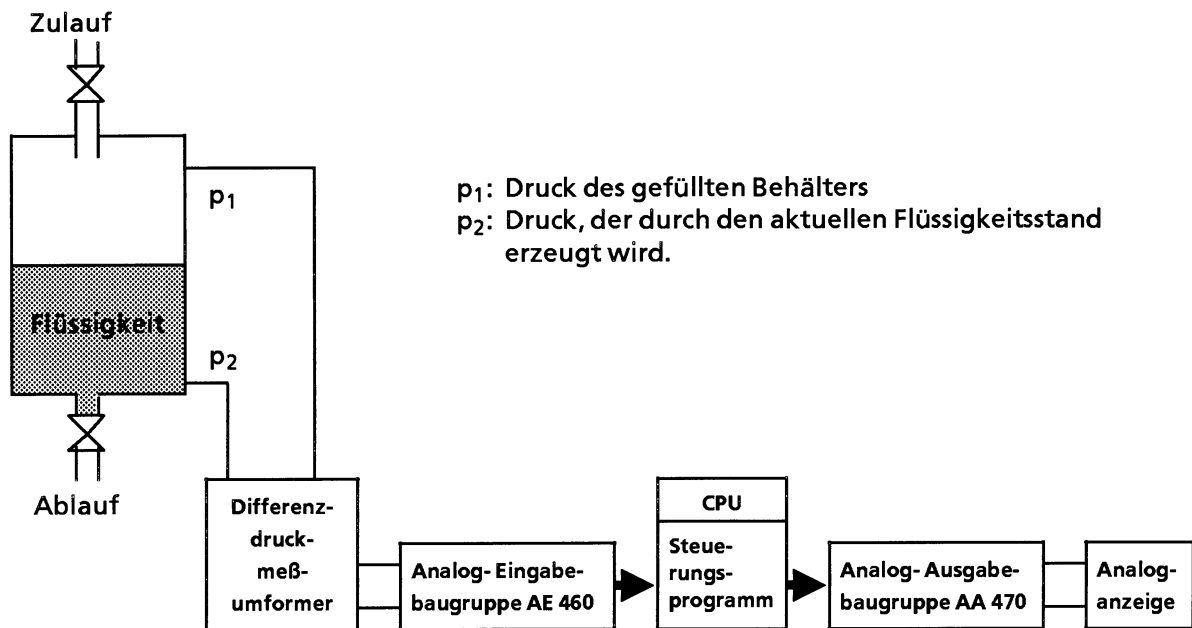 Zulauf
p1
p1: Druck des gefüllten Behälters
p2: Druck, der durch den aktuellen Flüssigkeitsstand
erzeugt wird.
Flüssigkeit
p2
Ablauf
Differenz-
druck-
meß-
umformer
Analog-Eingabe-
baugruppe AE 460
CPU
Steue-
rungs-
programm
Analog-Ausgabe-
baugruppe AA 470
Analog-
anzeige